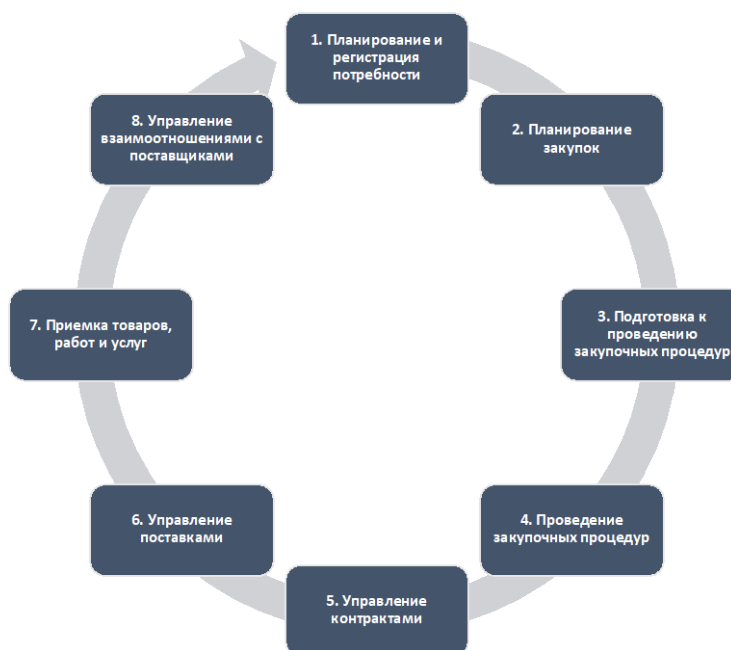 1. Планирование и
регистрация
потребности
2. Планирование
закупок
3. Подготовка к
проведению
закупочных процедур
4. Проведение
закупочных процедур
5. Управление
контрактами
6. Управление
поставками
7. Приемка товаров,
работ и услуг
8. Управление
взаимоотношениями с
поставщиками